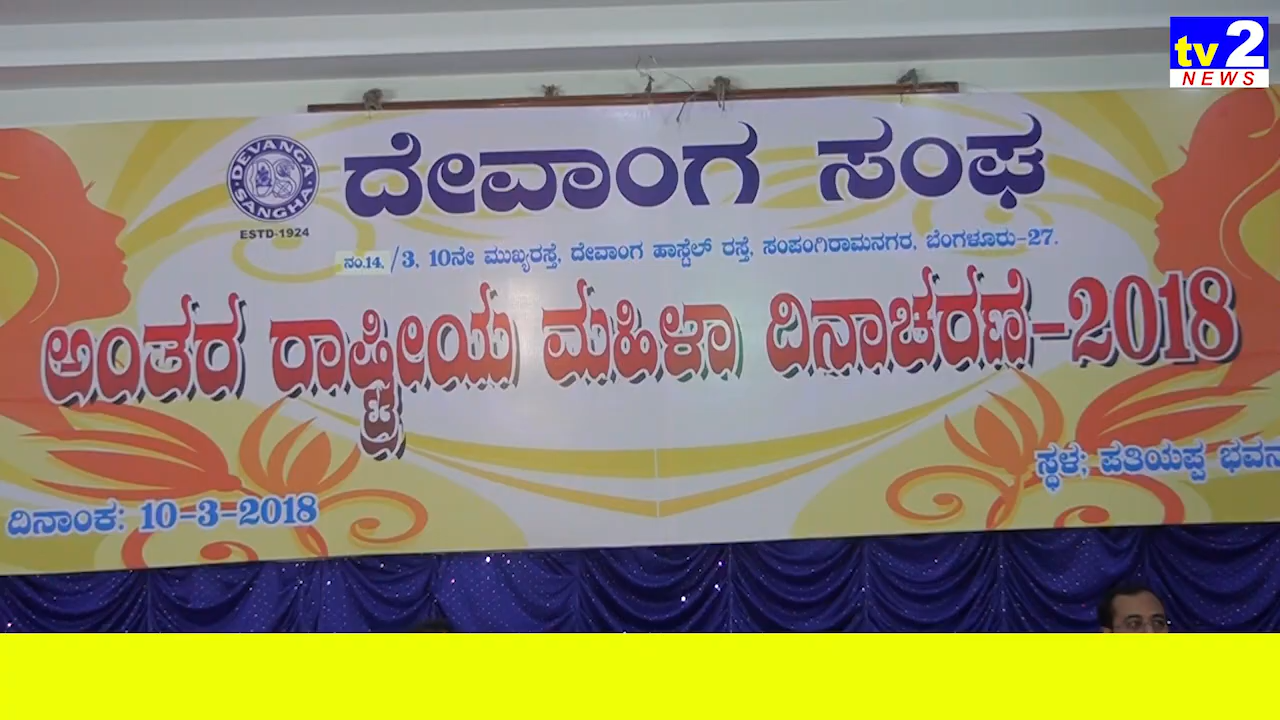 tv2
NEWS
DEVANGA SANGHA
ESTD-1924
ದೇವಾಂಗ ಸಂಘ
ನಂ.14, /3, 10ನೇ ಮುಖ್ಯರಸ್ತೆ, ದೇವಾಂಗ ಹಾಸ್ಟೆಲ್ ರಸ್ತೆ, ಸಂಪಂಗಿರಾಮನಗರ, ಬೆಂಗಳೂರು-27.
ಅಂತರ ರಾಷ್ಟ್ರೀಯ ಮಹಿಳಾ ದಿನಾಚರಣೆ-2018
ಸ್ಥಳ; ಪತಿಯಪ್ಪ ಭವನ
ದಿನಾಂಕ: 10-3-2018